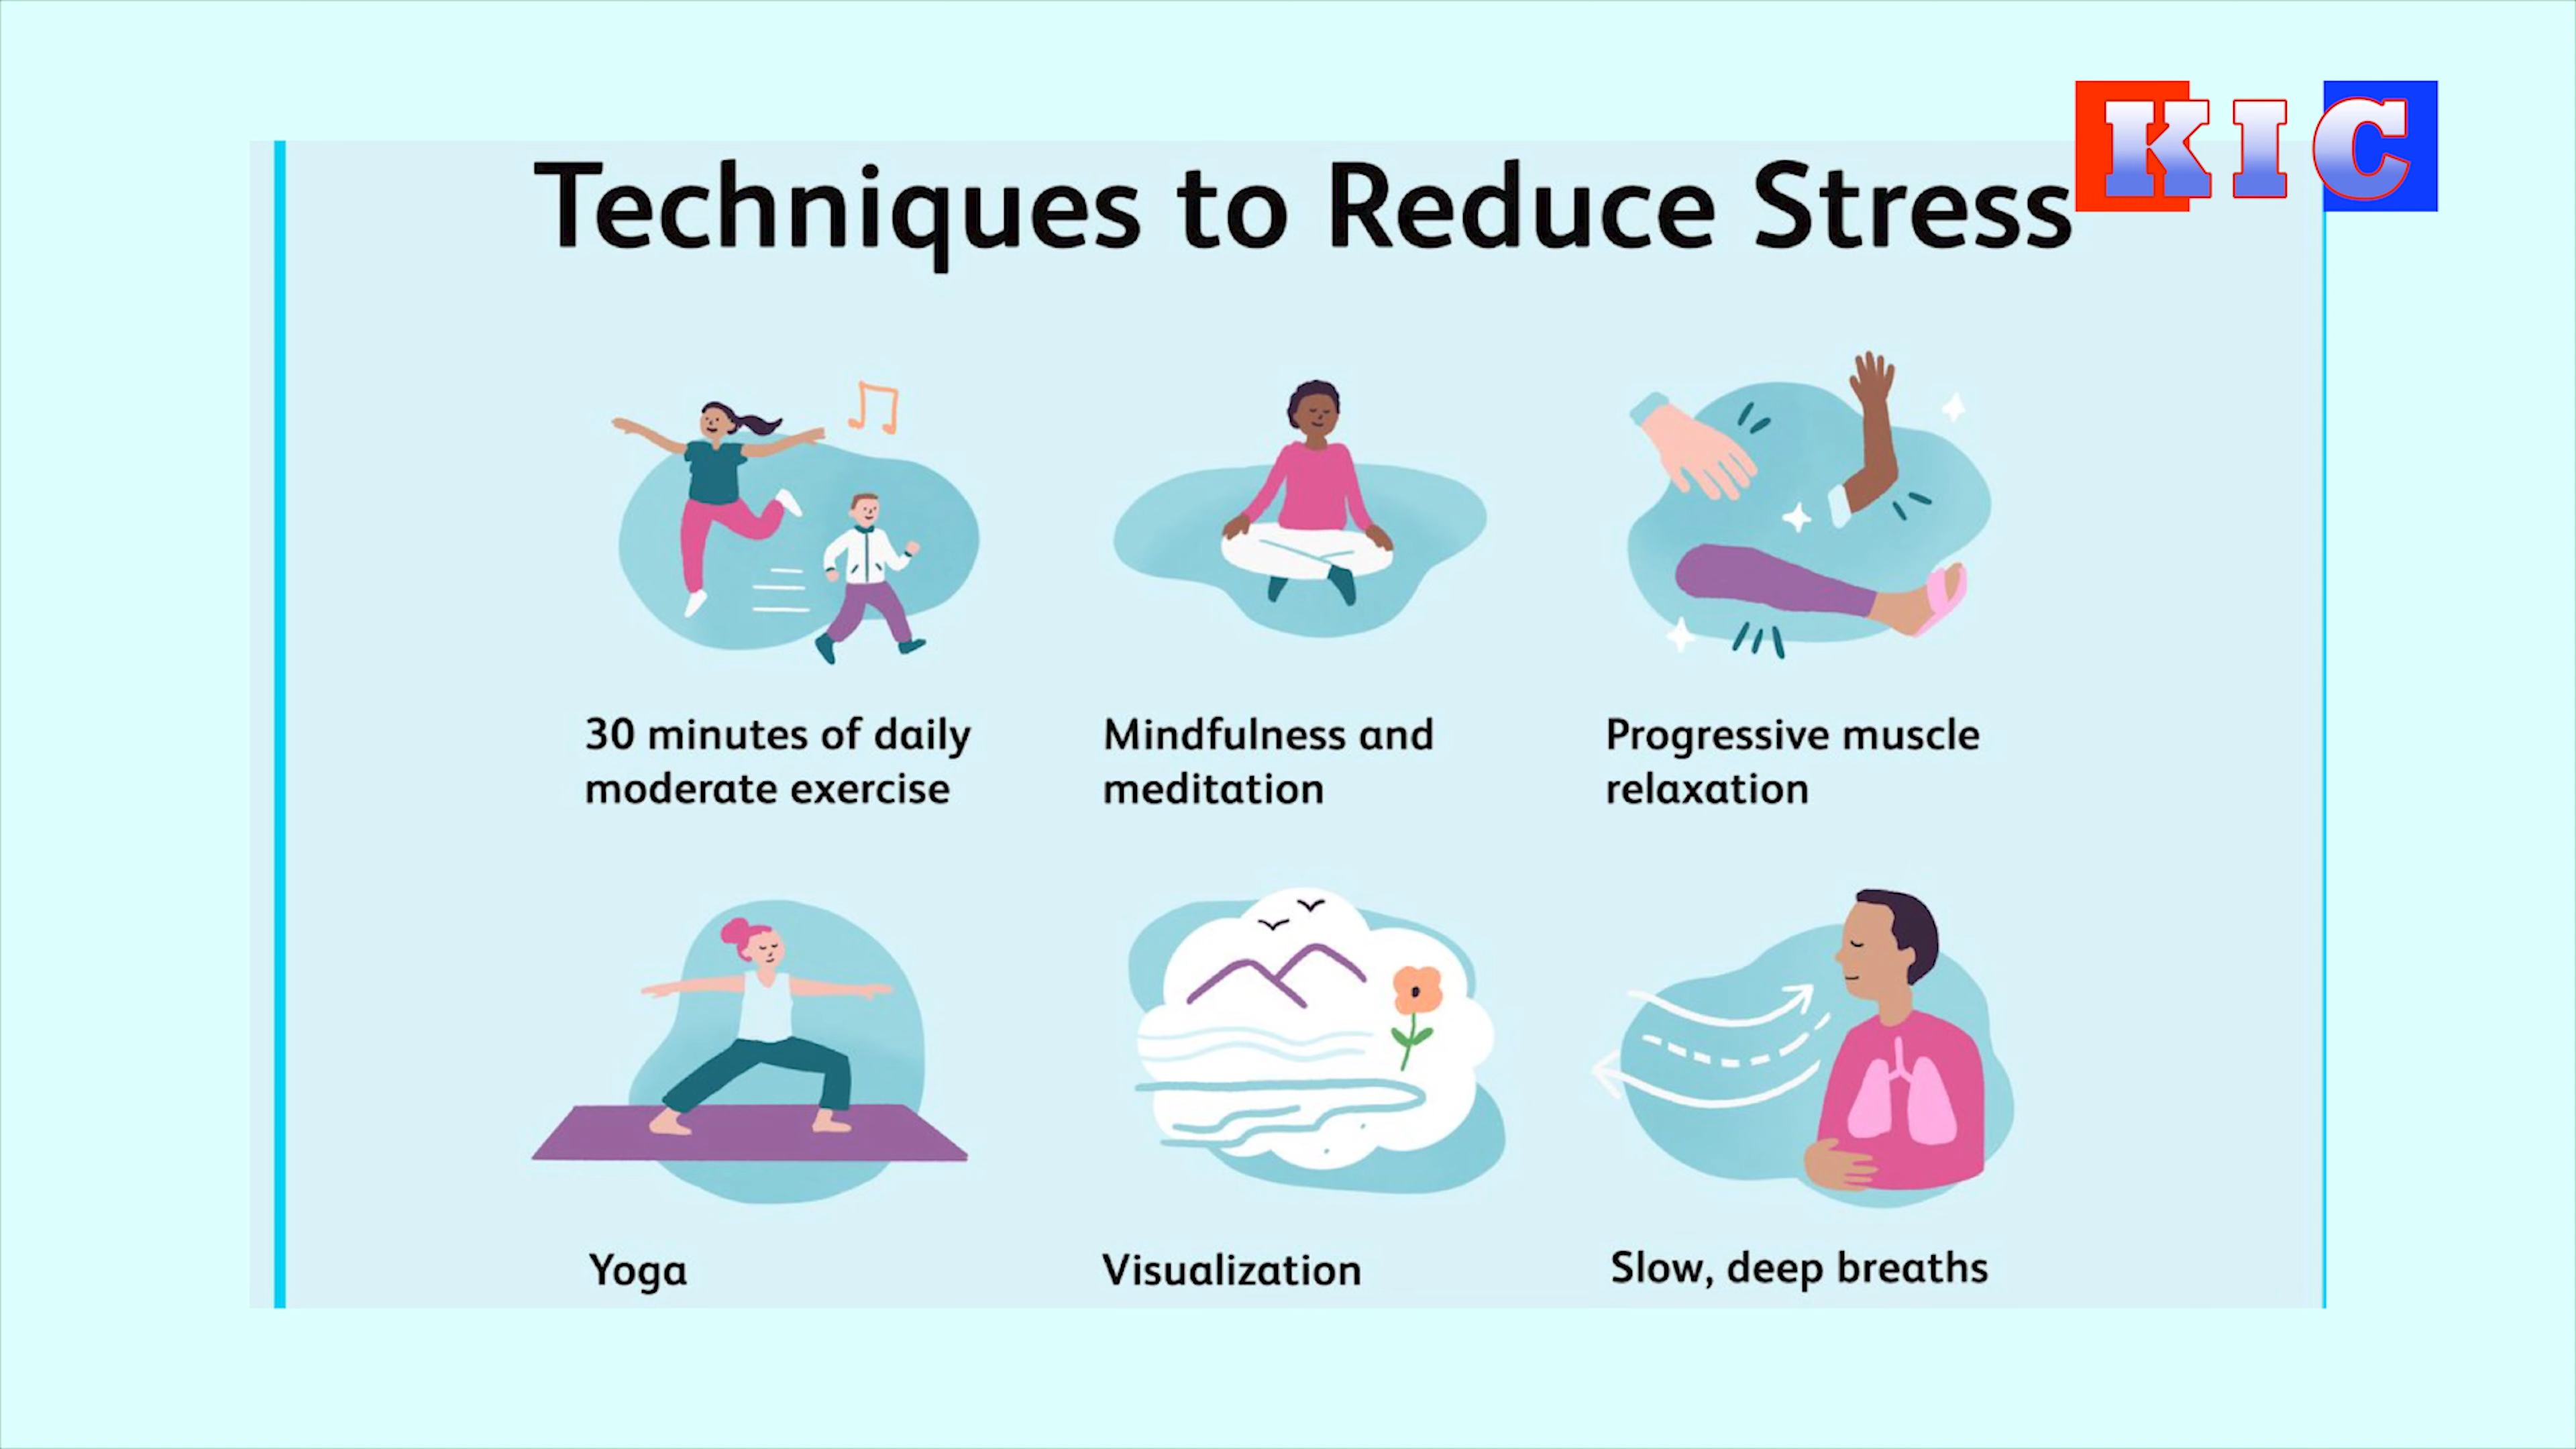 KIC
Techniques to Reduce Stress
30 minutes of daily
moderate exercise
Mindfulness and
meditation
Progressive muscle
relaxation
Yoga
Visualization
Slow, deep breaths